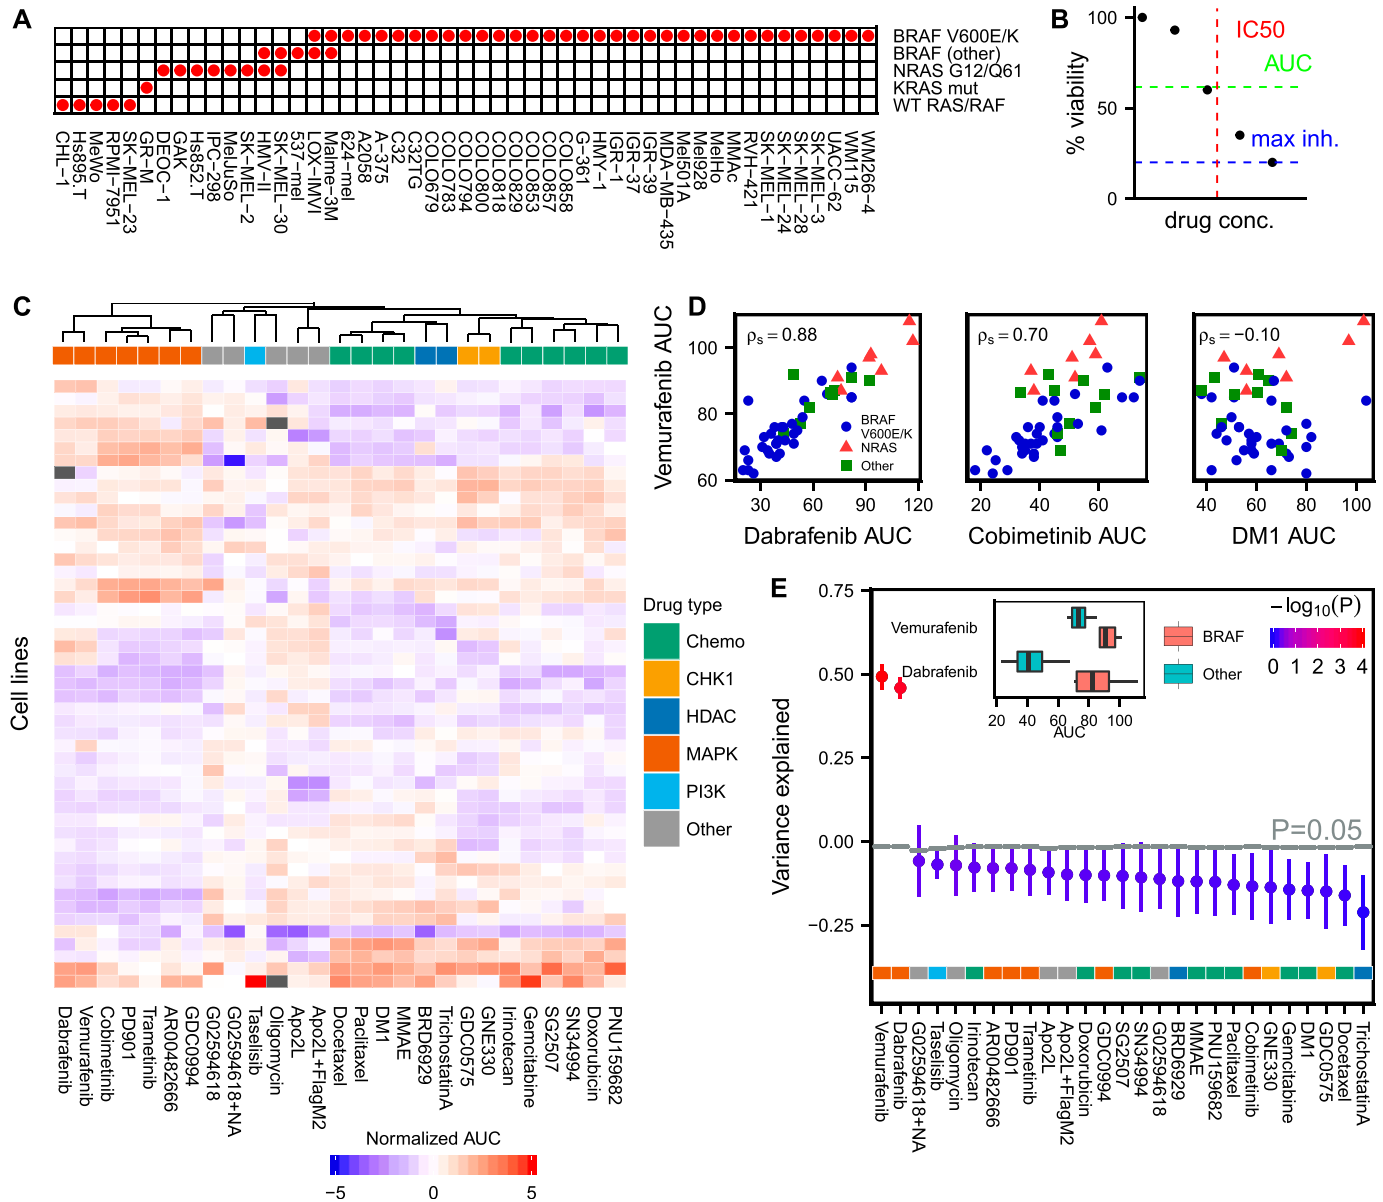 A
BRAF V600E/K
BRAF (other)
NRAS G12/Q61
KRAS mut
WT RAS/RAF
CHL−1
Hs895.T
MeWo
RPMI−7951
SK−MEL−23
GR−M
DEOC−1
GAK
Hs852.T
IPC−298
MelJuSo
SK−MEL−2
HMV−II
SK−MEL−30
537−mel
LOX−IMVI
Malme−3M
624−mel
A2058
A−375
C32
C32TG
COLO679
COLO783
COLO794
COLO800
COLO818
COLO829
COLO853
COLO857
COLO858
G−361
HMY−1
IGR−1
IGR−37
IGR−39
MDA−MB−435
Mel501A
Mel928
MelHo
MMAc
RVH−421
SK−MEL−1
SK−MEL−24
SK−MEL−28
SK−MEL−3
UACC−62
WM115
WM266−4
B
% viability
100
50
0
IC50
AUC
max inh.
drug conc.
C
Cell lines
Dabrafenib
Vemurafenib
Cobimetinib
PD901
Trametinib
AR00482666
GDC0994
G02594618
G02594618+NA
Taselisib
Oligomycin
Apo2L
Apo2L+FlagM2
Docetaxel
Paclitaxel
DM1
MMAE
BRD6929
TrichostatinA
GDC0575
GNE330
Irinotecan
Gemcitabine
SG2507
SN34994
Doxorubicin
PNU159682
Normalized AUC
−5 0 5
Drug type
Chemo
CHK1
HDAC
MAPK
PI3K
Other
D
Vemurafenib AUC
100
80
60
ρs = 0.88
BRAF
V600E/K
NRAS
Other
30 60 90 120
Dabrafenib AUC
ρs = 0.70
20 40 60
Cobimetinib AUC
ρs = −0.10
40 60 80 100
DM1 AUC
E
Variance explained
0.75
0.50
0.25
0.00
−0.25
Vemurafenib
Dabrafenib
20 40 60 80 100
AUC
BRAF
Other
−log10(P)
0 1 2 3 4
P=0.05
Vemurafenib
Dabrafenib
G02594618+NA
Taselisib
Oligomycin
Irinotecan
AR00482666
PD901
Trametinib
Apo2L
Apo2L+FlagM2
Doxorubicin
GDC0994
SG2507
SN34994
G02594618
BRD6929
MMAE
PNU159682
Paclitaxel
Cobimetinib
GNE330
Gemcitabine
DM1
GDC0575
Docetaxel
TrichostatinA